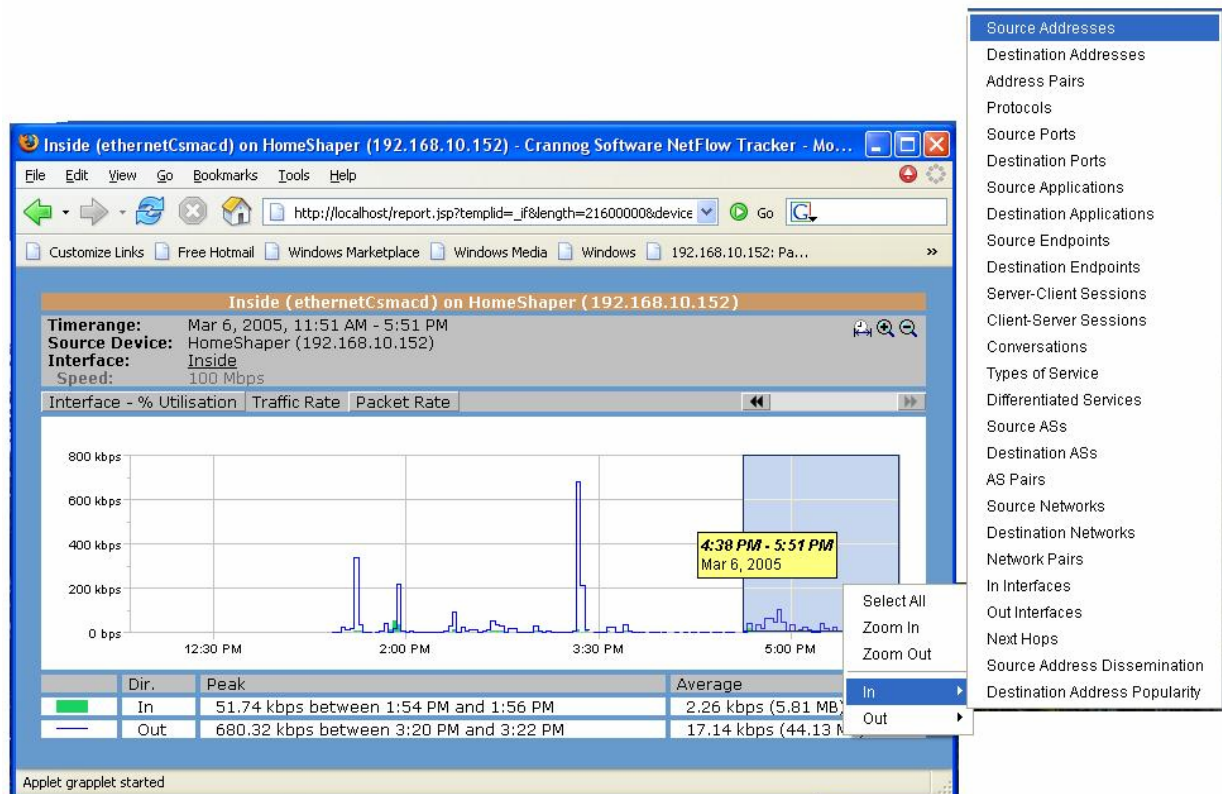 Source Addresses
Destination Addresses
Address Pairs
Protocols
Source Ports
Destination Ports
Source Applications
Destination Applications
Source Endpoints
Destination Endpoints
Server-Client Sessions
Client-Server Sessions
Conversations
Types of Service
Differentiated Services
Source ASs
Destination ASs
AS Pairs
Source Networks
Destination Networks
Network Pairs
In Interfaces
Out Interfaces
Next Hops
Source Address Dissemination
Destination Address Popularity
Inside (ethernetCsmacd) on HomeShaper (192.168.10.152) - Crannog Software NetFlow Tracker - Mo...
File Edit View Go Bookmarks Tools Help
http://localhost/report.jsp?templid=_if&length=21600000&device Go G
Customize Links Free Hotmail Windows Marketplace Windows Media Windows 192.168.10.152: Pa... »
Inside (ethernetCsmacd) on HomeShaper (192.168.10.152)
Timerange: Mar 6, 2005, 11:51 AM - 5:51 PM
Source Device: HomeShaper (192.168.10.152)
Interface: Inside
Speed: 100 Mbps
Interface - % Utilisation Traffic Rate Packet Rate
800 kbps
600 kbps
400 kbps
200 kbps
0 bps
4:38 PM - 5:51 PM
Mar 6, 2005
12:30 PM 2:00 PM 3:30 PM 5:00 PM
Select All
Zoom In
Zoom Out
In
Out
Dir. Peak Average
In 51.74 kbps between 1:54 PM and 1:56 PM 2.26 kbps (5.81 MB)
Out 680.32 kbps between 3:20 PM and 3:22 PM 17.14 kbps (44.13
Applet grapplet started